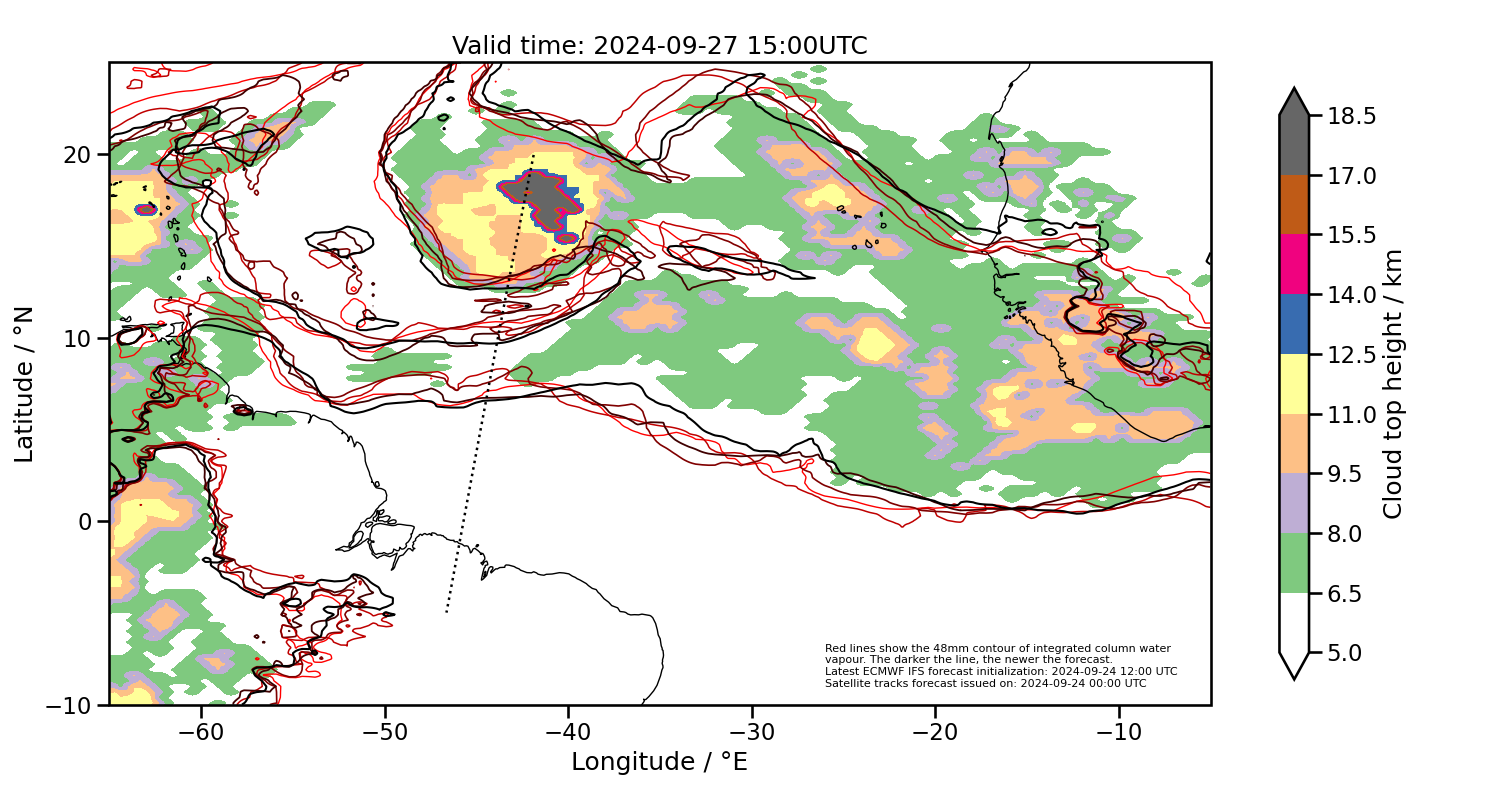 Valid time: 2024-09-27 15:00UTC
20
10
0
−10
Latitude / °N
−60
−50
−40
−30
−20
−10
Longitude / °E
Red lines show the 48mm contour of integrated column water
vapour. The darker the line, the newer the forecast.
Latest ECMWF IFS forecast initialization: 2024-09-24 12:00 UTC
Satellite tracks forecast issued on: 2024-09-24 00:00 UTC
18.5
17.0
15.5
14.0
12.5
11.0
9.5
8.0
6.5
5.0
Cloud top height / km